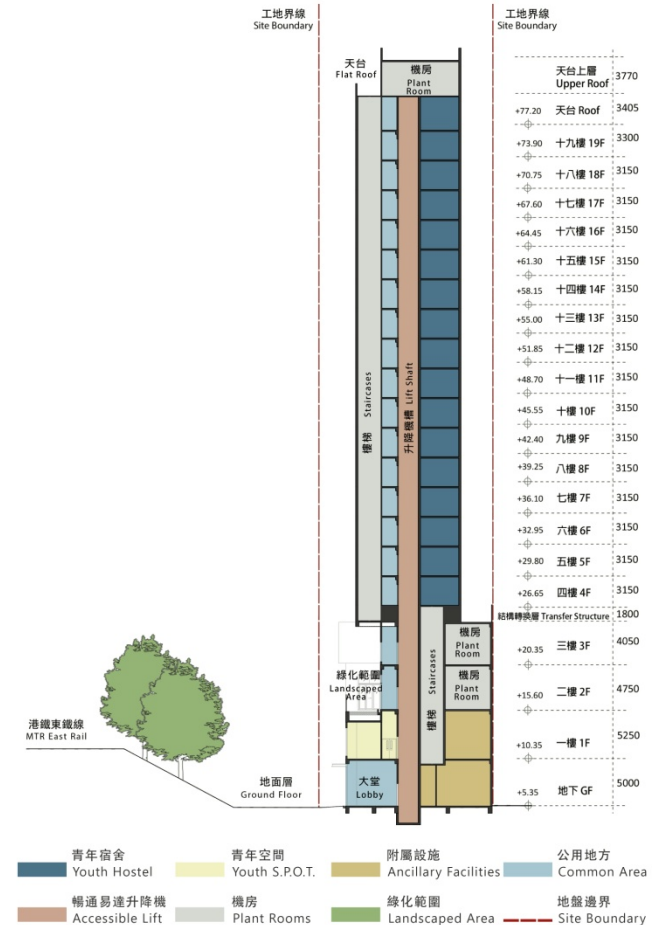 工地界線
Site Boundary
工地界線
Site Boundary
天台
Flat Roof
機房
Plant
Room
天台上層
Upper Roof
3770
+77.20 天台 Roof 3405
+73.90 十九樓 19F 3300
+70.75 十八樓 18F 3150
+67.60 十七樓 17F 3150
+64.45 十六樓 16F 3150
+61.30 十五樓 15F 3150
+58.15 十四樓 14F 3150
+55.00 十三樓 13F 3150
+51.85 十二樓 12F 3150
+48.70 十一樓 11F 3150
+45.55 十樓 10F 3150
+42.40 九樓 9F 3150
+39.25 八樓 8F 3150
+36.10 七樓 7F 3150
+32.95 六樓 6F 3150
+29.80 五樓 5F 3150
+26.65 四樓 4F 3150
結構轉換層 Transfer Structure 1800
+20.35 三樓 3F 4050
+15.60 二樓 2F 4750
+10.35 一樓 1F 5250
+5.35 地下 GF 5000
樓梯 Staircases
升降機槽 Lift Shaft
樓梯 Staircases
機房
Plant
Room
機房
Plant
Room
綠化範圍
Landscaped
Area
大堂
Lobby
港鐵東鐵線
MTR East Rail
地面層
Ground Floor
青年宿舍
Youth Hostel
青年空間
Youth S.P.O.T.
附屬設施
Ancillary Facilities
公用地方
Common Area
暢通易達升降機
Accessible Lift
機房
Plant Rooms
綠化範圍
Landscaped Area
地盤邊界
Site Boundary